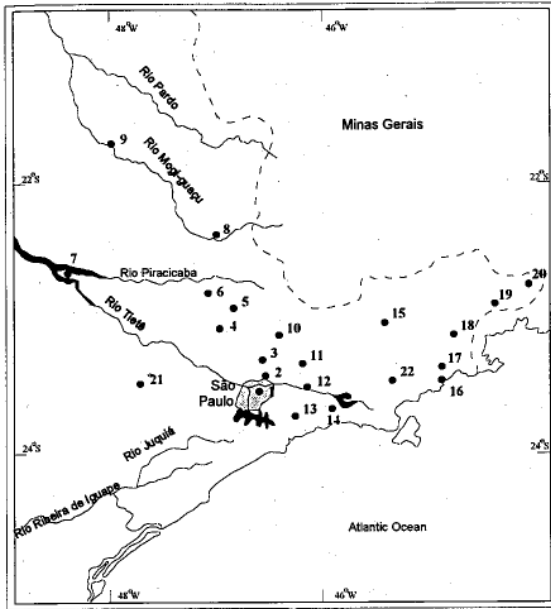 48°W
46°W
Rio Pardo
Minas Gerais
9
Rio Mogi-guaçu
22°S
22°S
8
7
Rio Piracicaba
20
6
19
5
Rio Tietê
15
4
18
10
3
11
17
2
22
21
12
16
São
Paulo
1
13
14
Rio Juquiá
24°S
24°S
Rio Ribeira de Iguape
Atlantic Ocean
48°W
46°W